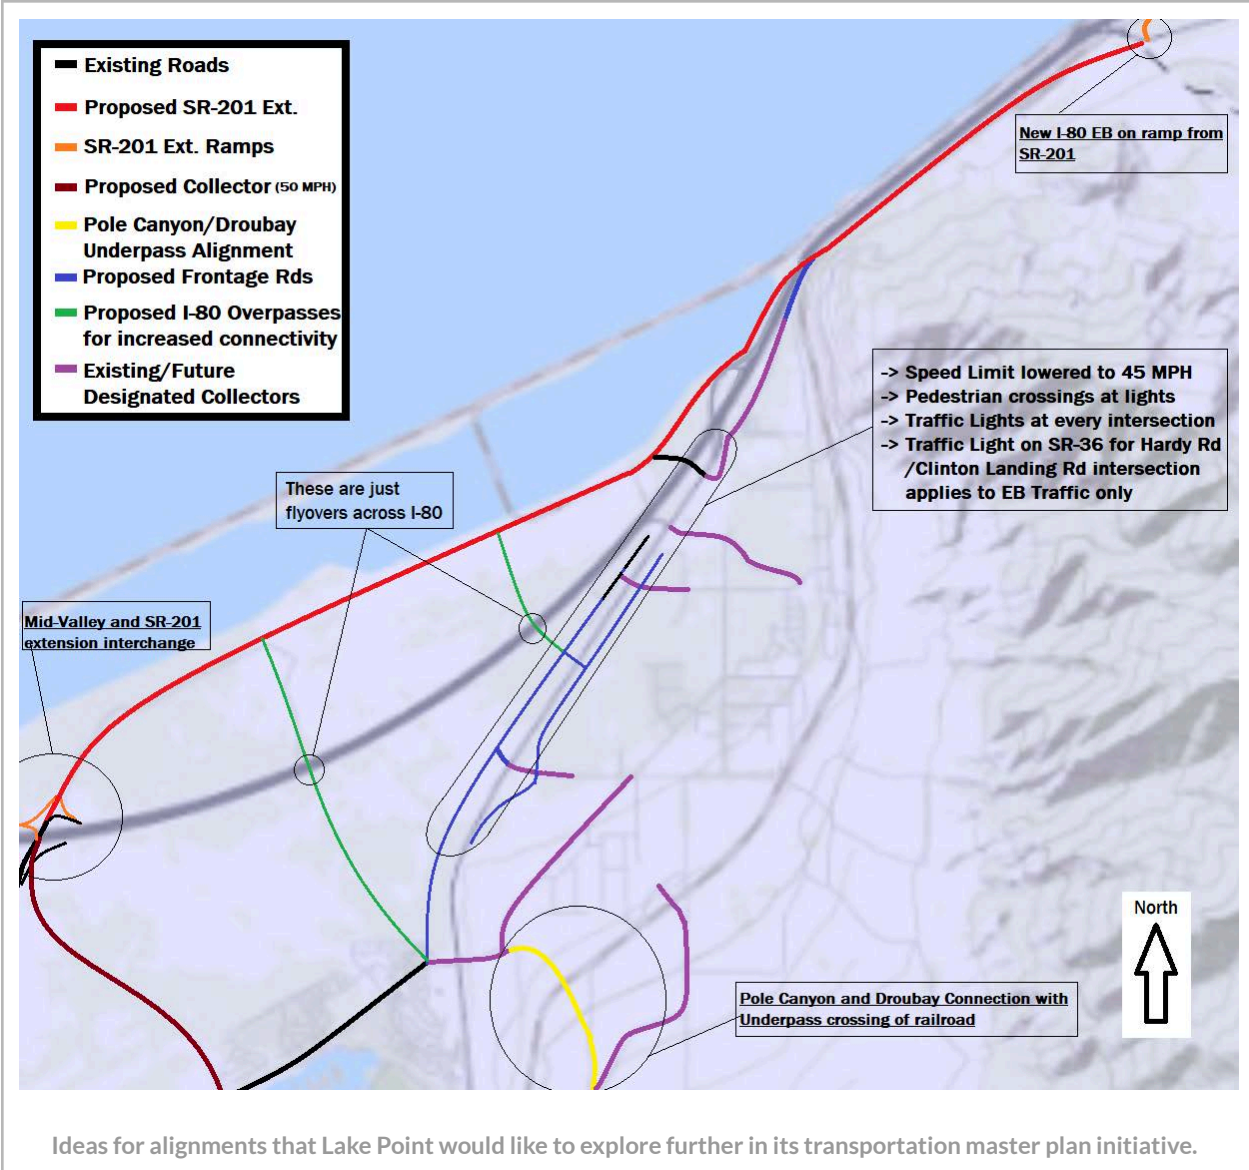 Existing Roads
Proposed SR-201 Ext.
SR-201 Ext. Ramps
Proposed Collector (50 MPH)
Pole Canyon/Droubay
Underpass Alignment
Proposed Frontage Rds
Proposed I-80 Overpasses
for increased connectivity
Existing/Future
Designated Collectors
New I-80 EB on ramp from
SR-201
-> Speed Limit lowered to 45 MPH
-> Pedestrian crossings at lights
-> Traffic Lights at every intersection
-> Traffic Light on SR-36 for Hardy Rd
/Clinton Landing Rd intersection
applies to EB Traffic only
These are just
flyovers across I-80
Mid-Valley and SR-201
extension interchange
North
Pole Canyon and Droubay Connection with
Underpass crossing of railroad
Ideas for alignments that Lake Point would like to explore further in its transportation master plan initiative.